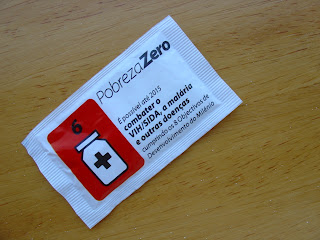 PobrezaZero
É possível até 2015
combater o
VIH/SIDA, a malária
e outras doenças
cumprindo os 8 Objectivos de
Desenvolvimento do Milénio
6